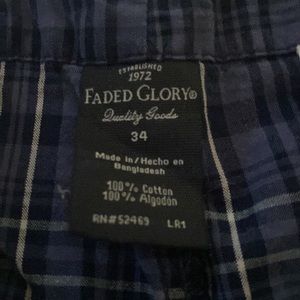 ESTABLISHED
1972
FADED GLORY®
Quality Goods
34
Made in/Hecho en
Bangladesh
100% Cotton
100% Algodón
RN#52469 LR1